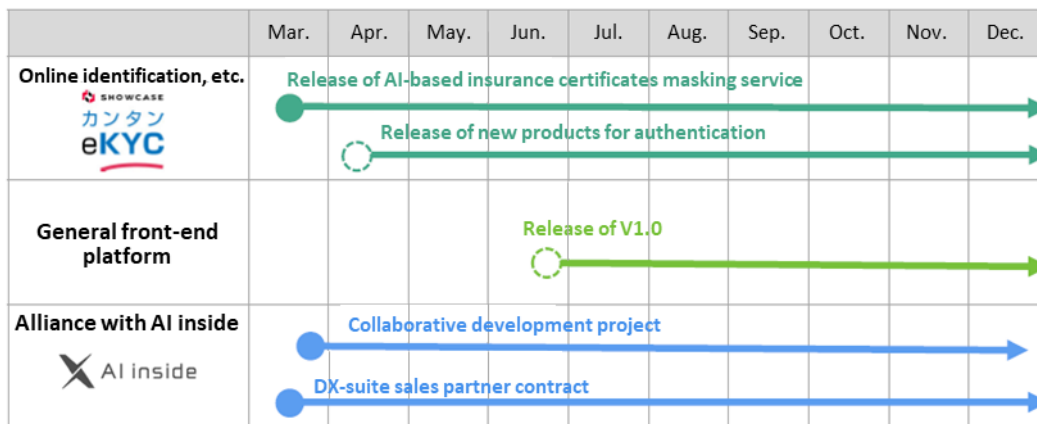 Mar. Apr. May. Jun. Jul. Aug. Sep. Oct. Nov. Dec.
Online identification, etc.
SHOWCASE
カンタン
eKYC
Release of AI-based insurance certificates masking service
Release of new products for authentication
General front-end
platform
Release of V1.0
Alliance with AI inside
AI inside
Collaborative development project
DX-suite sales partner contract